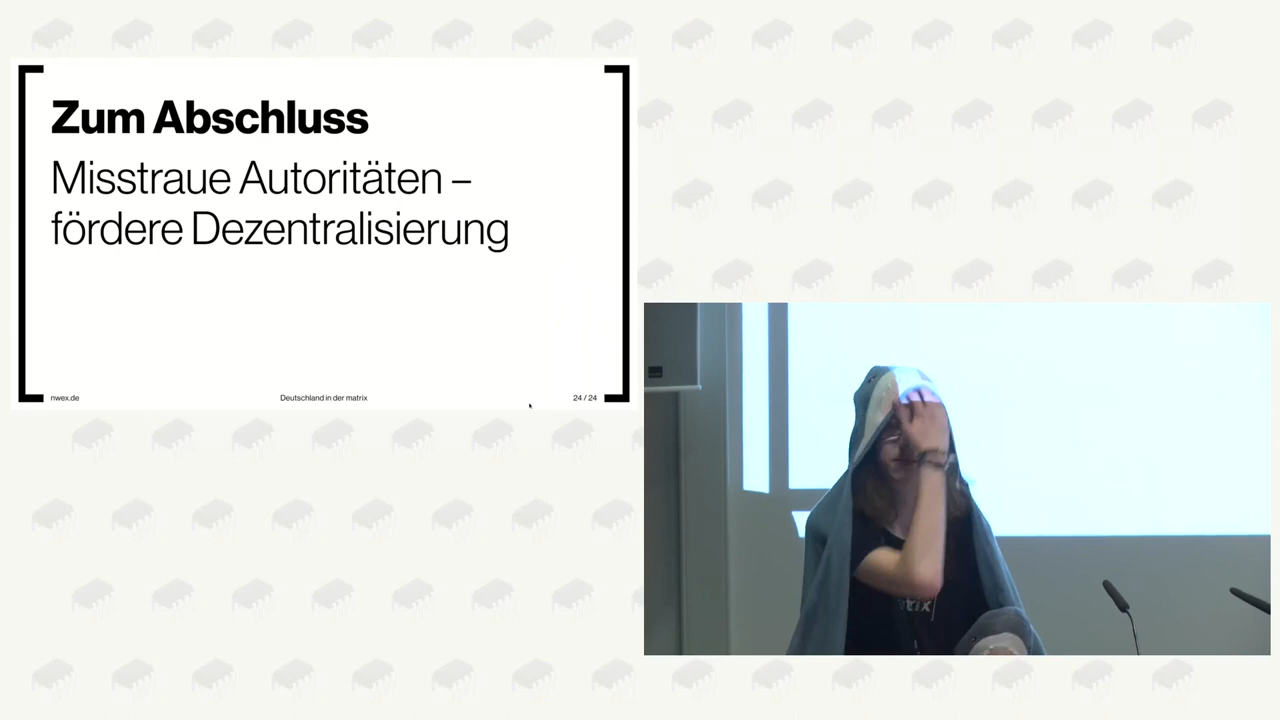 Zum Abschluss
Misstraue Autoritäten –
fördere Dezentralisierung
nwex.de
Deutschland in der matrix
24 / 24